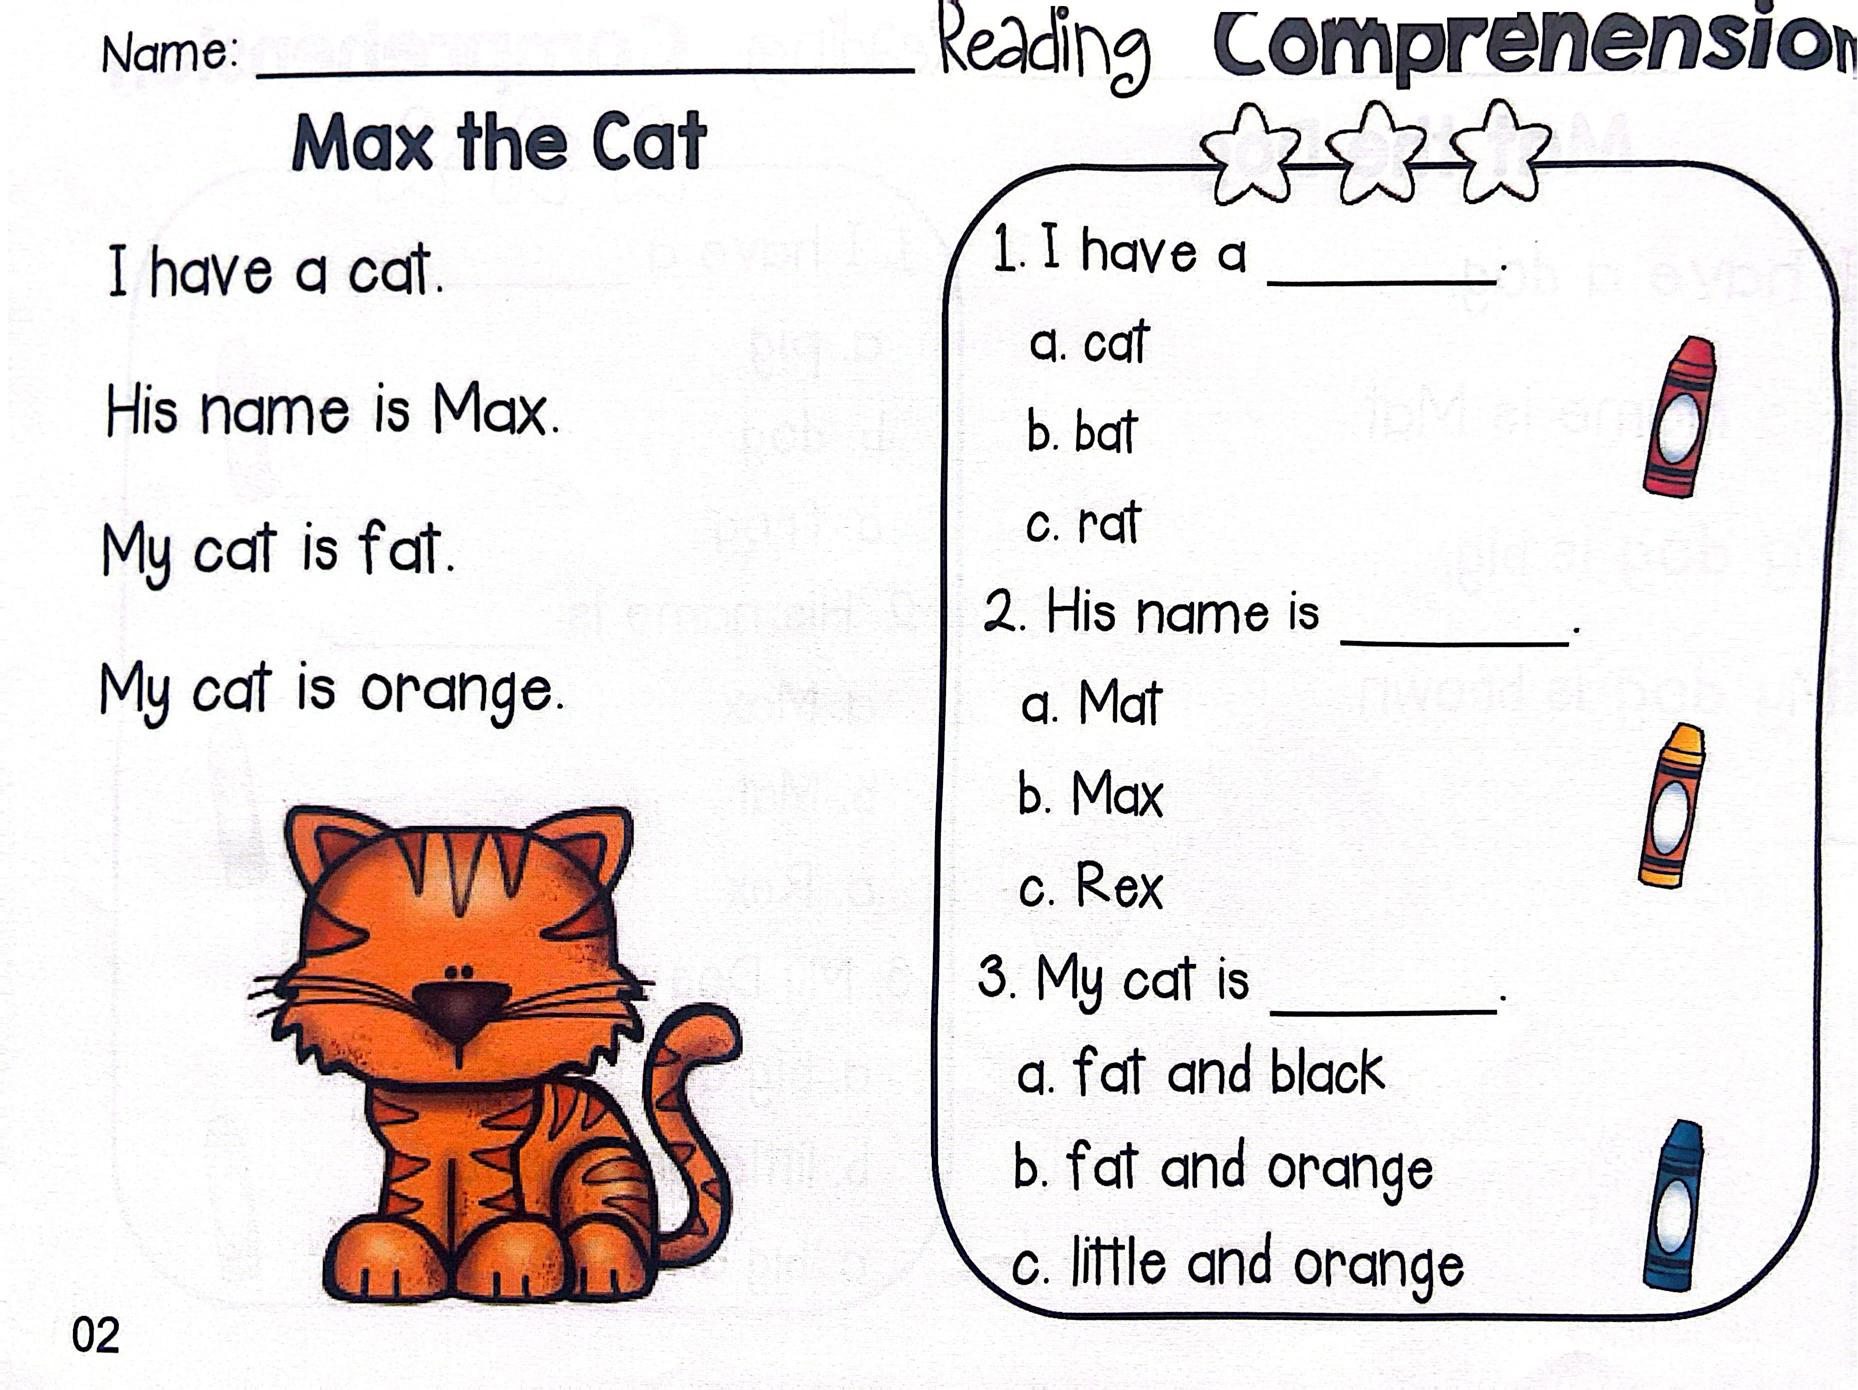 Name:
Reading Comprehension
Max the Cat
I have a cat.
His name is Max.
My cat is fat.
My cat is orange.
1. I have a ________.
a. cat
b. bat
c. rat
2. His name is ________.
a. Mat
b. Max
c. Rex
3. My cat is ________.
a. fat and black
b. fat and orange
c. little and orange
02